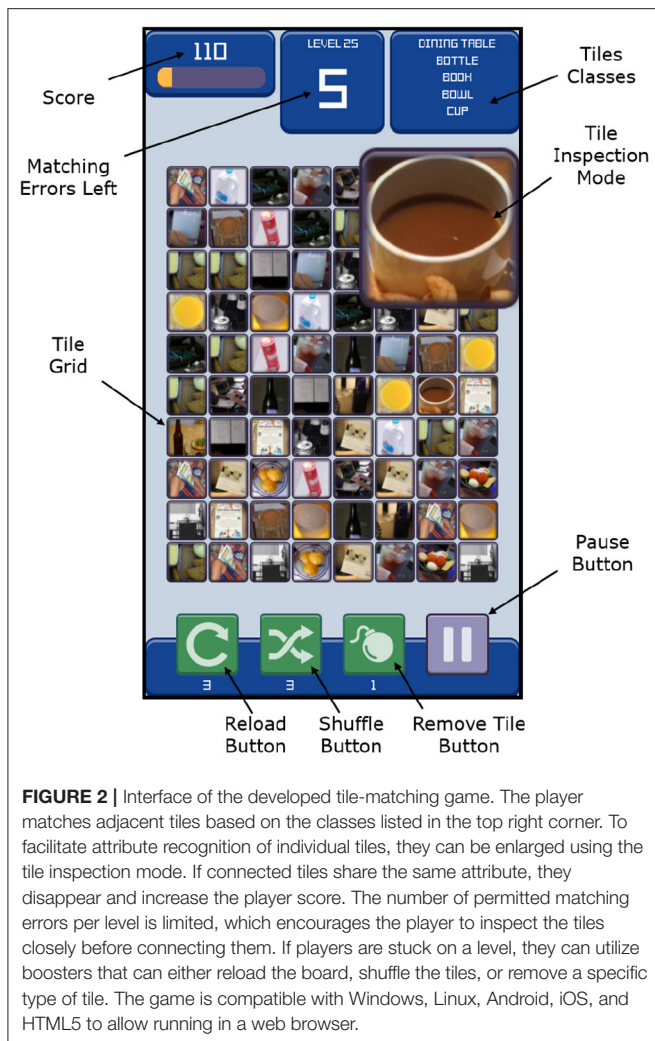 110
LEVEL 25
5
DINING TABLE
BOTTLE
BOOK
BOWL
CUP
Score
Matching
Errors Left
Tiles
Classes
Tile
Inspection
Mode
Tile
Grid
Pause
Button
3
3
1
Reload
Button
Shuffle
Button
Remove Tile
Button
FIGURE 2 | Interface of the developed tile-matching game. The player
matches adjacent tiles based on the classes listed in the top right corner. To
facilitate attribute recognition of individual tiles, they can be enlarged using the
tile inspection mode. If connected tiles share the same attribute, they
disappear and increase the player score. The number of permitted matching
errors per level is limited, which encourages the player to inspect the tiles
closely before connecting them. If players are stuck on a level, they can utilize
boosters that can either reload the board, shuffle the tiles, or remove a specific
type of tile. The game is compatible with Windows, Linux, Android, iOS, and
HTML5 to allow running in a web browser.